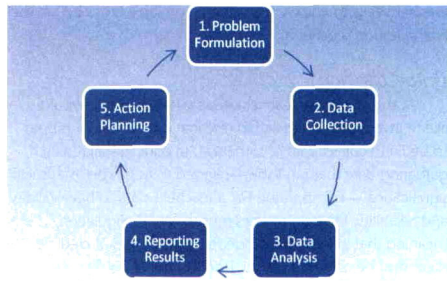 1. Problem
Formulation
2. Data
Collection
3. Data
Analysis
4. Reporting
Results
5. Action
Planning